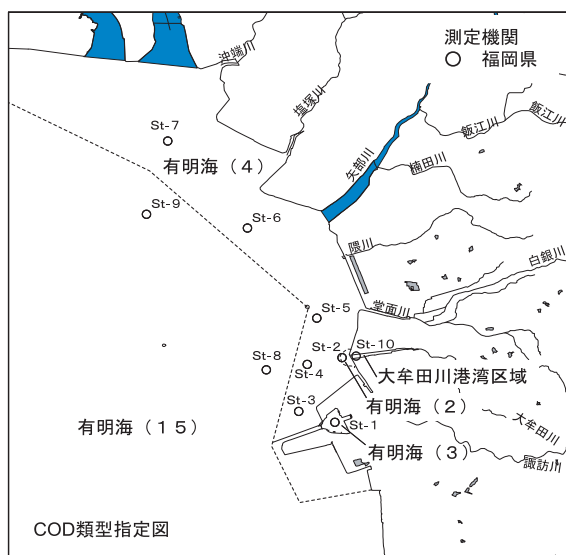 測定機関
○ 福岡県
沖端川
塩塚川
飯江川
飯江川
St-7
有明海（４）
矢部川
楠田川
St-9
St-6
隈川
白銀川
St-5
堂面川
St-2
St-10
St-8
St-4
大牟田川港湾区域
St-3
有明海（２）
大牟田川
有明海（１５）
St-1
有明海（３）
諏訪川
COD類型指定図